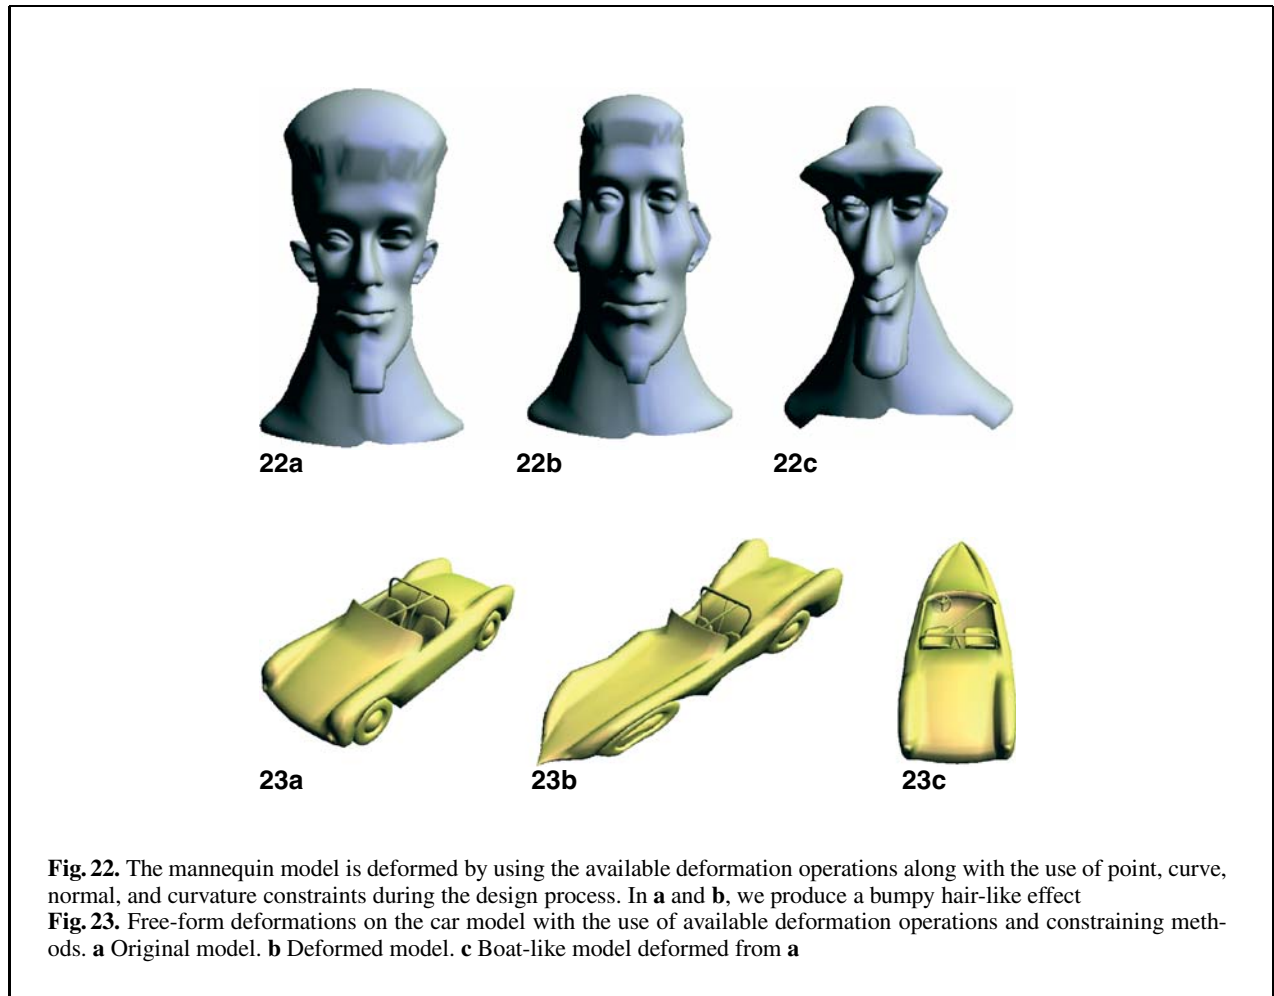 22a 22b 22c
23a 23b 23c
Fig. 22. The mannequin model is deformed by using the available deformation operations along with the use of point, curve,
normal, and curvature constraints during the design process. In a and b, we produce a bumpy hair-like effect
Fig. 23. Free-form deformations on the car model with the use of available deformation operations and constraining meth-
ods. a Original model. b Deformed model. c Boat-like model deformed from a